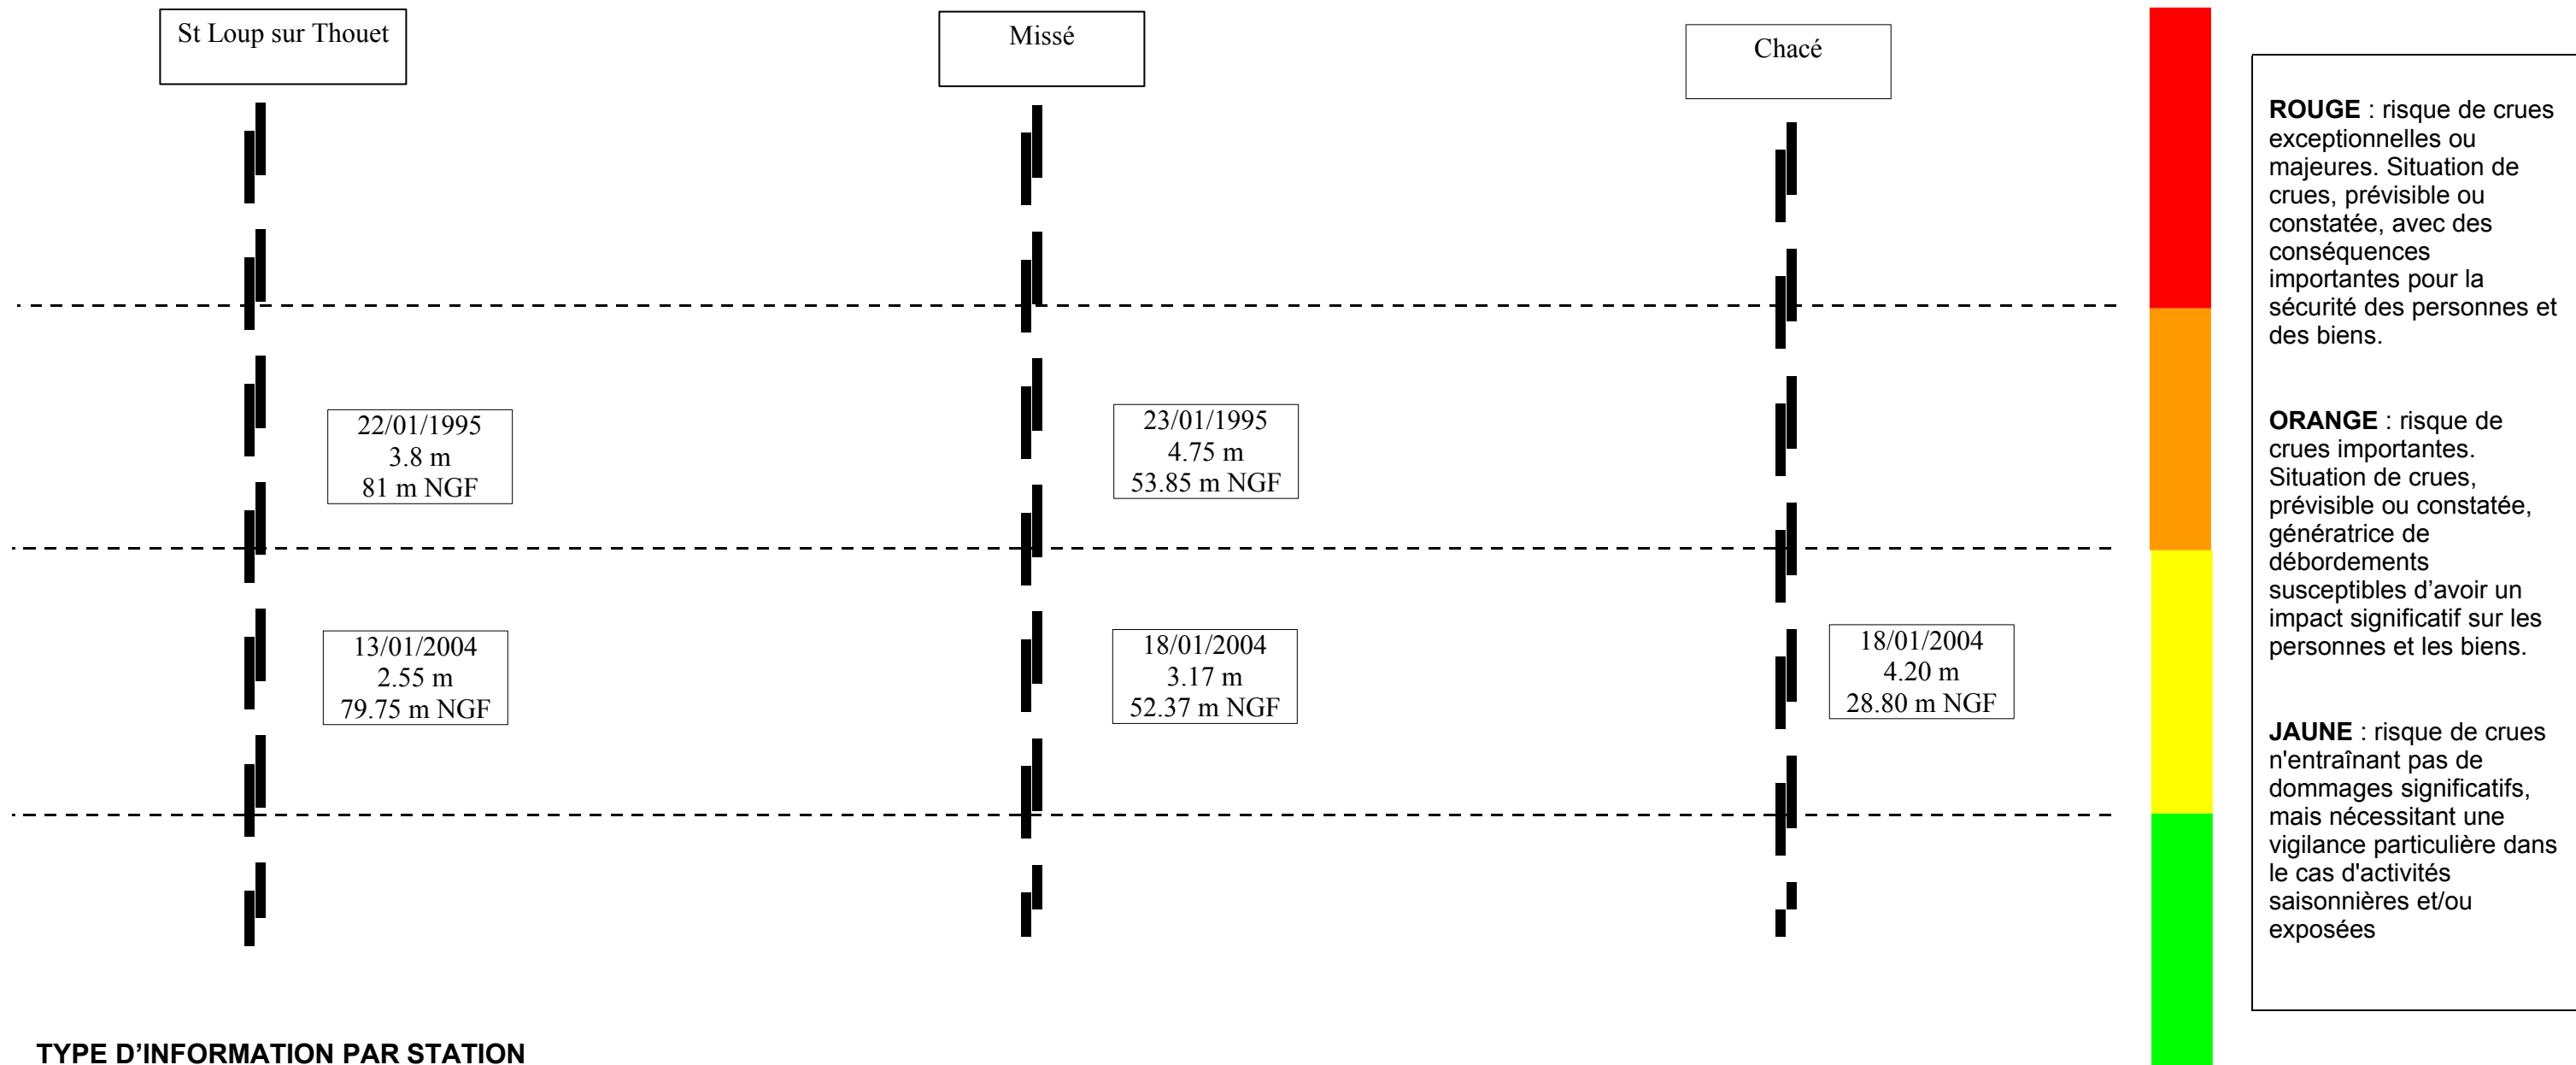 St Loup sur Thouet
Missé
Chacé
22/01/1995
3.8 m
81 m NGF
23/01/1995
4.75 m
53.85 m NGF
13/01/2004
2.55 m
79.75 m NGF
18/01/2004
3.17 m
52.37 m NGF
18/01/2004
4.20 m
28.80 m NGF
ROUGE : risque de crues
exceptionnelles ou
majeures. Situation de
crues, prévisible ou
constatée, avec des
conséquences
importantes pour la
sécurité des personnes et
des biens.
ORANGE : risque de
crues importantes.
Situation de crues,
prévisible ou constatée,
génératrice de
débordements
susceptibles d’avoir un
impact significatif sur les
personnes et les biens.
JAUNE : risque de crues
n'entraînant pas de
dommages significatifs,
mais nécessitant une
vigilance particulière dans
le cas d'activités
saisonnières et/ou
exposées
TYPE D’INFORMATION PAR STATION